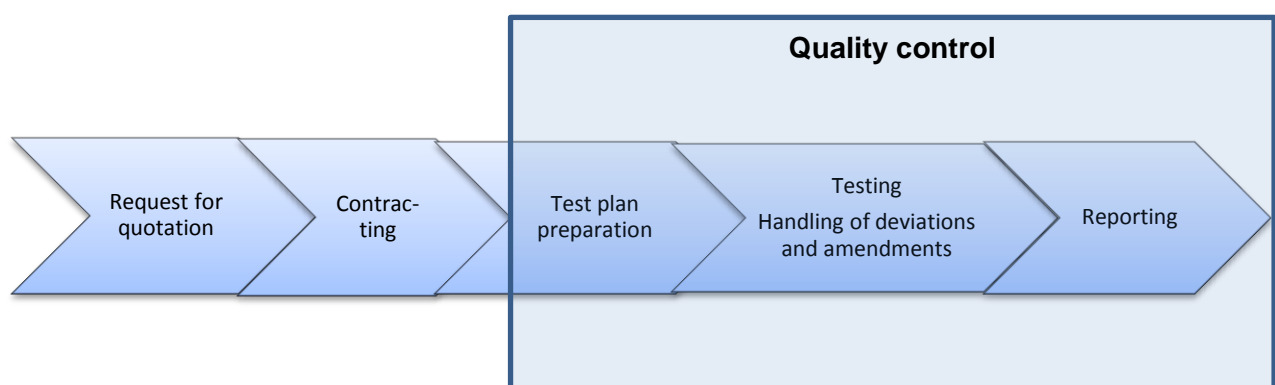 Quality control
Request for
quotation
Contrac-
ting
Test plan
preparation
Testing
Handling of deviations
and amendments
Reporting